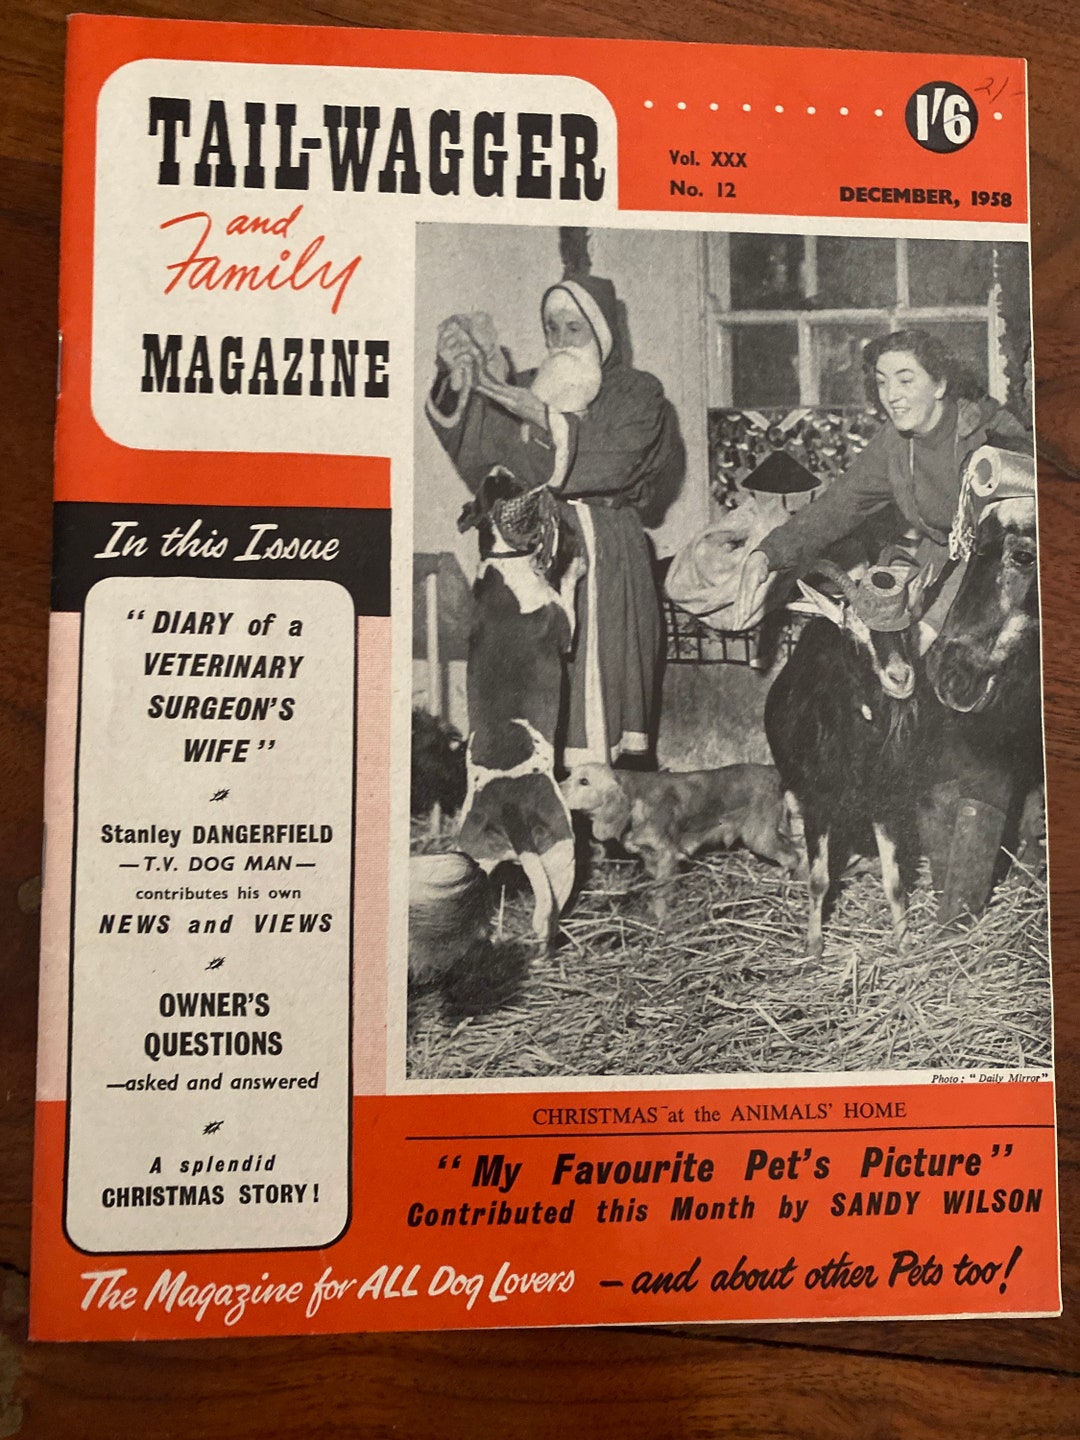 TAIL-WAGGER
and
Family
MAGAZINE
1'6
2/-
Vol. XXX
No. 12
DECEMBER, 1958
In this Issue
“DIARY of a
VETERINARY
SURGEON'S
WIFE”
Stanley DANGERFIELD
—T.V. DOG MAN—
contributes his own
NEWS and VIEWS
OWNER'S
QUESTIONS
—asked and answered
A splendid
CHRISTMAS STORY!
Photo: “Daily Mirror”
CHRISTMAS at the ANIMALS' HOME
“My Favourite Pet's Picture”
Contributed this Month by SANDY WILSON
The Magazine for ALL Dog Lovers — and about other Pets too!